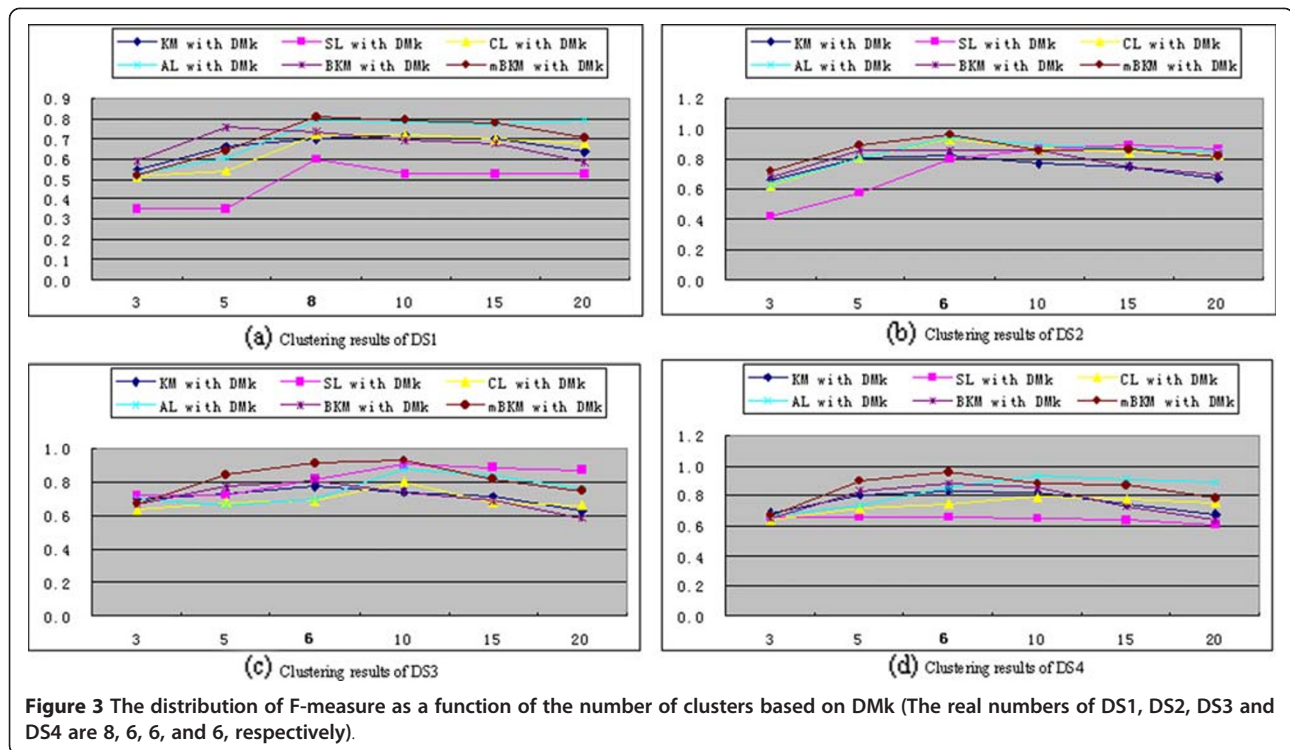 KM with DMk SL with DMk CL with DMk
AL with DMk BKM with DMk mBKM with DMk
0.9
0.8
0.7
0.6
0.5
0.4
0.3
0.2
0.1
0.0
3 5 8 10 15 20
(a) Clustering results of DS1
KM with DMk SL with DMk CL with DMk
AL with DMk BKM with DMk mBKM with DMk
1.2
1.0
0.8
0.6
0.4
0.2
0.0
3 5 6 10 15 20
(b) Clustering results of DS2
KM with DMk SL with DMk CL with DMk
AL with DMk BKM with DMk mBKM with DMk
1.0
0.8
0.6
0.4
0.2
0.0
3 5 6 10 15 20
(c) Clustering results of DS3
KM with DMk SL with DMk CL with DMk
AL with DMk BKM with DMk mBKM with DMk
1.2
1.0
0.8
0.6
0.4
0.2
0.0
3 5 6 10 15 20
(d) Clustering results of DS4
Figure 3 The distribution of F-measure as a function of the number of clusters based on DMk (The real numbers of DS1, DS2, DS3 and
DS4 are 8, 6, 6, and 6, respectively).